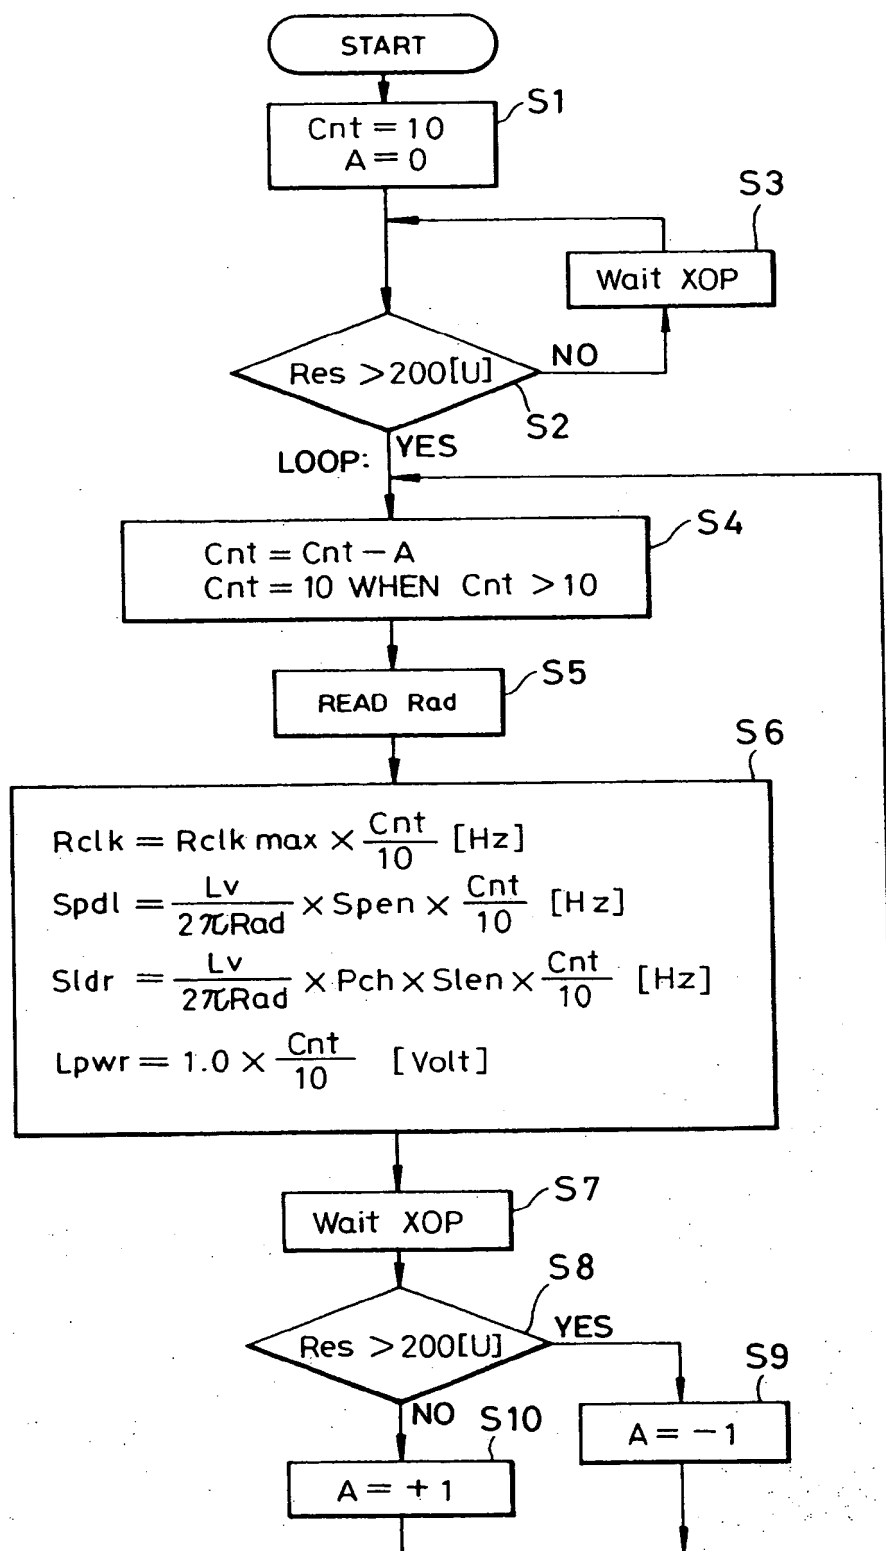 START
S1
Cnt = 10
A = 0
S3
Wait XOP
Res > 200[U]
NO
S2
YES
LOOP:
S4
Cnt = Cnt − A
Cnt = 10 WHEN Cnt > 10
S5
READ Rad
S6
Rclk = Rclk max × Cnt/10 [Hz]
Spdl = Lv/2πRad × Spen × Cnt/10 [Hz]
Sldr = Lv/2πRad × Pch × Slen × Cnt/10 [Hz]
Lpwr = 1.0 × Cnt/10 [Volt]
S7
Wait XOP
S8
Res > 200[U]
YES
S9
NO
S10
A = −1
A = +1